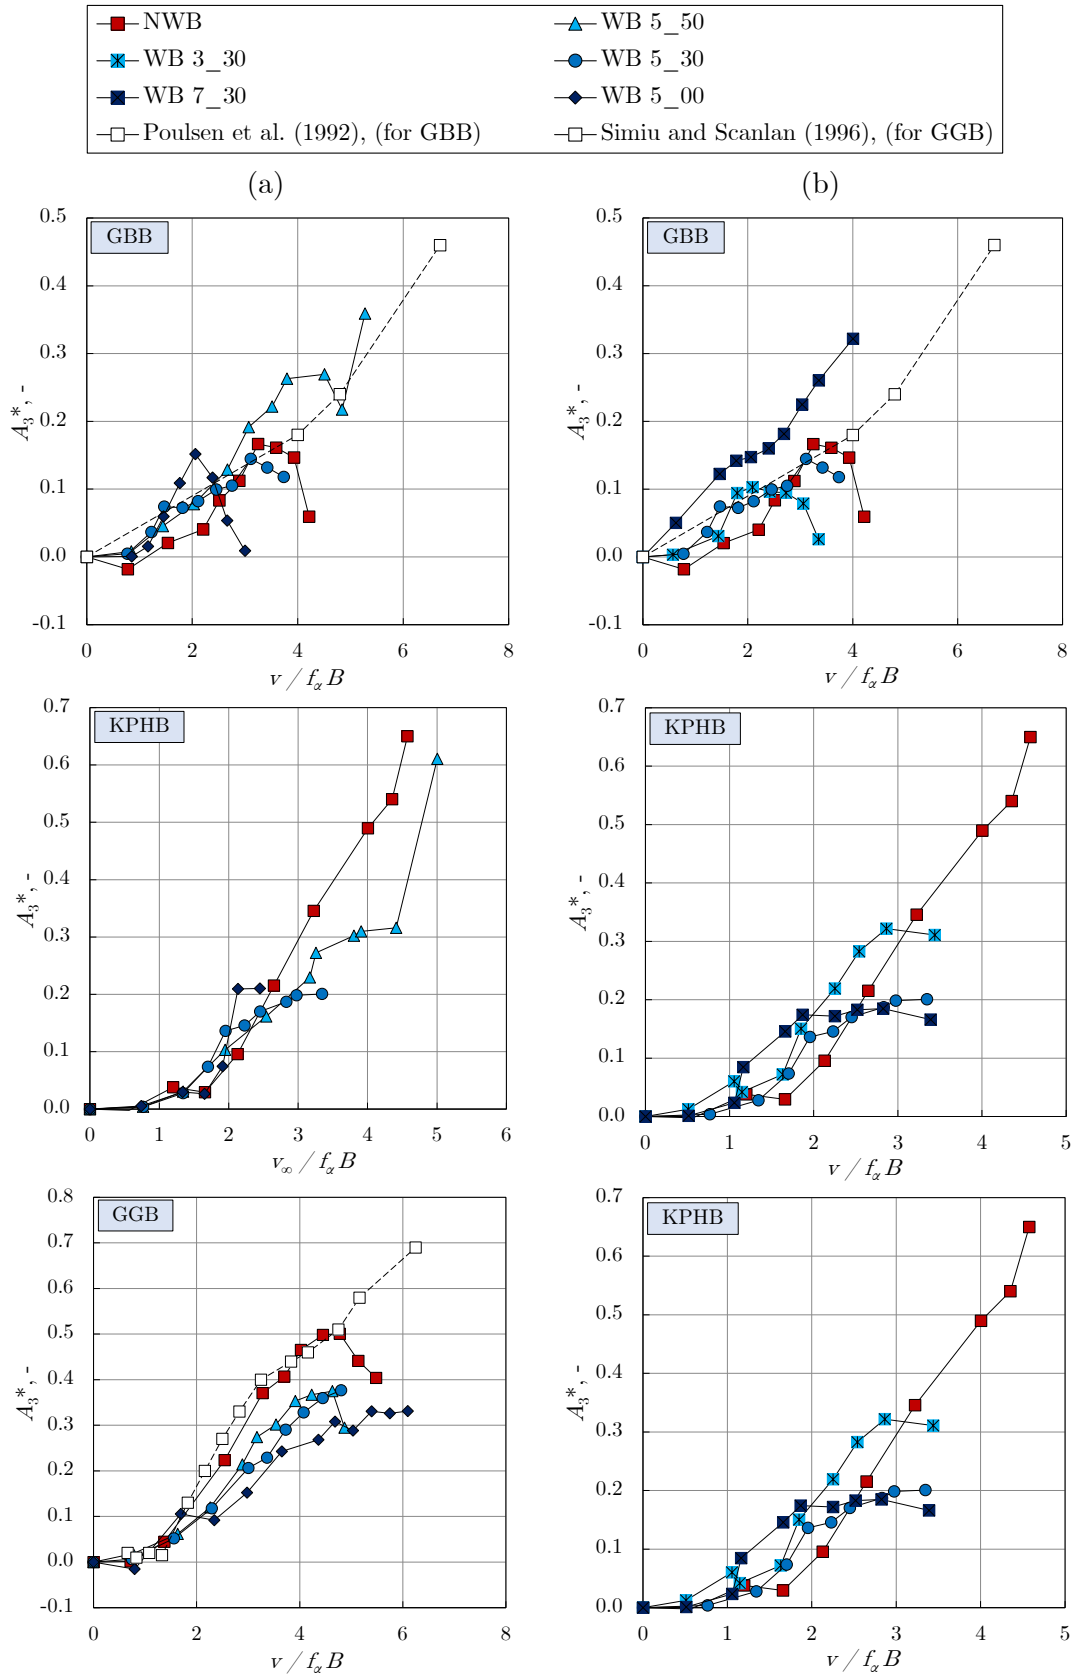 NWB
WB 5_50
WB 3_30
WB 5_30
WB 7_30
WB 5_00
Poulsen et al. (1992), (for GBB)
Simiu and Scanlan (1996), (for GGB)
(a)
(b)
GBB
A₃*, -
0.5
0.4
0.3
0.2
0.1
0.0
-0.1
0 2 4 6 8
v / fαB
GBB
A₃*, -
0.5
0.4
0.3
0.2
0.1
0.0
-0.1
0 2 4 6 8
v / fαB
KPHB
A₃*, -
0.7
0.6
0.5
0.4
0.3
0.2
0.1
0.0
0 1 2 3 4 5 6
v∞ / fαB
KPHB
A₃*, -
0.7
0.6
0.5
0.4
0.3
0.2
0.1
0.0
0 1 2 3 4 5
v / fαB
GGB
A₃*, -
0.8
0.7
0.6
0.5
0.4
0.3
0.2
0.1
0.0
-0.1
0 2 4 6 8
v / fαB
KPHB
A₃*, -
0.7
0.6
0.5
0.4
0.3
0.2
0.1
0.0
0 1 2 3 4 5
v / fαB